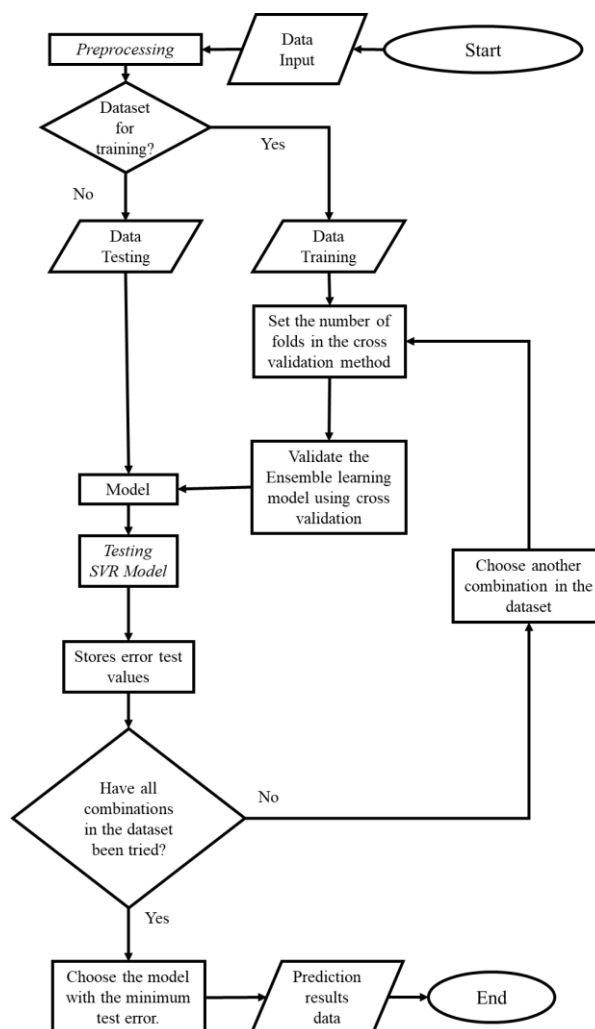 Start
Data
Input
Preprocessing
Dataset
for
training?
Yes
No
Data
Testing
Data
Training
Set the number of
folds in the cross
validation method
Validate the
Ensemble learning
model using cross
validation
Model
Testing
SVR Model
Stores error test
values
Choose another
combination in the
dataset
Have all
combinations
in the dataset
been tried?
No
Yes
Choose the model
with the minimum
test error.
Prediction
results
data
End